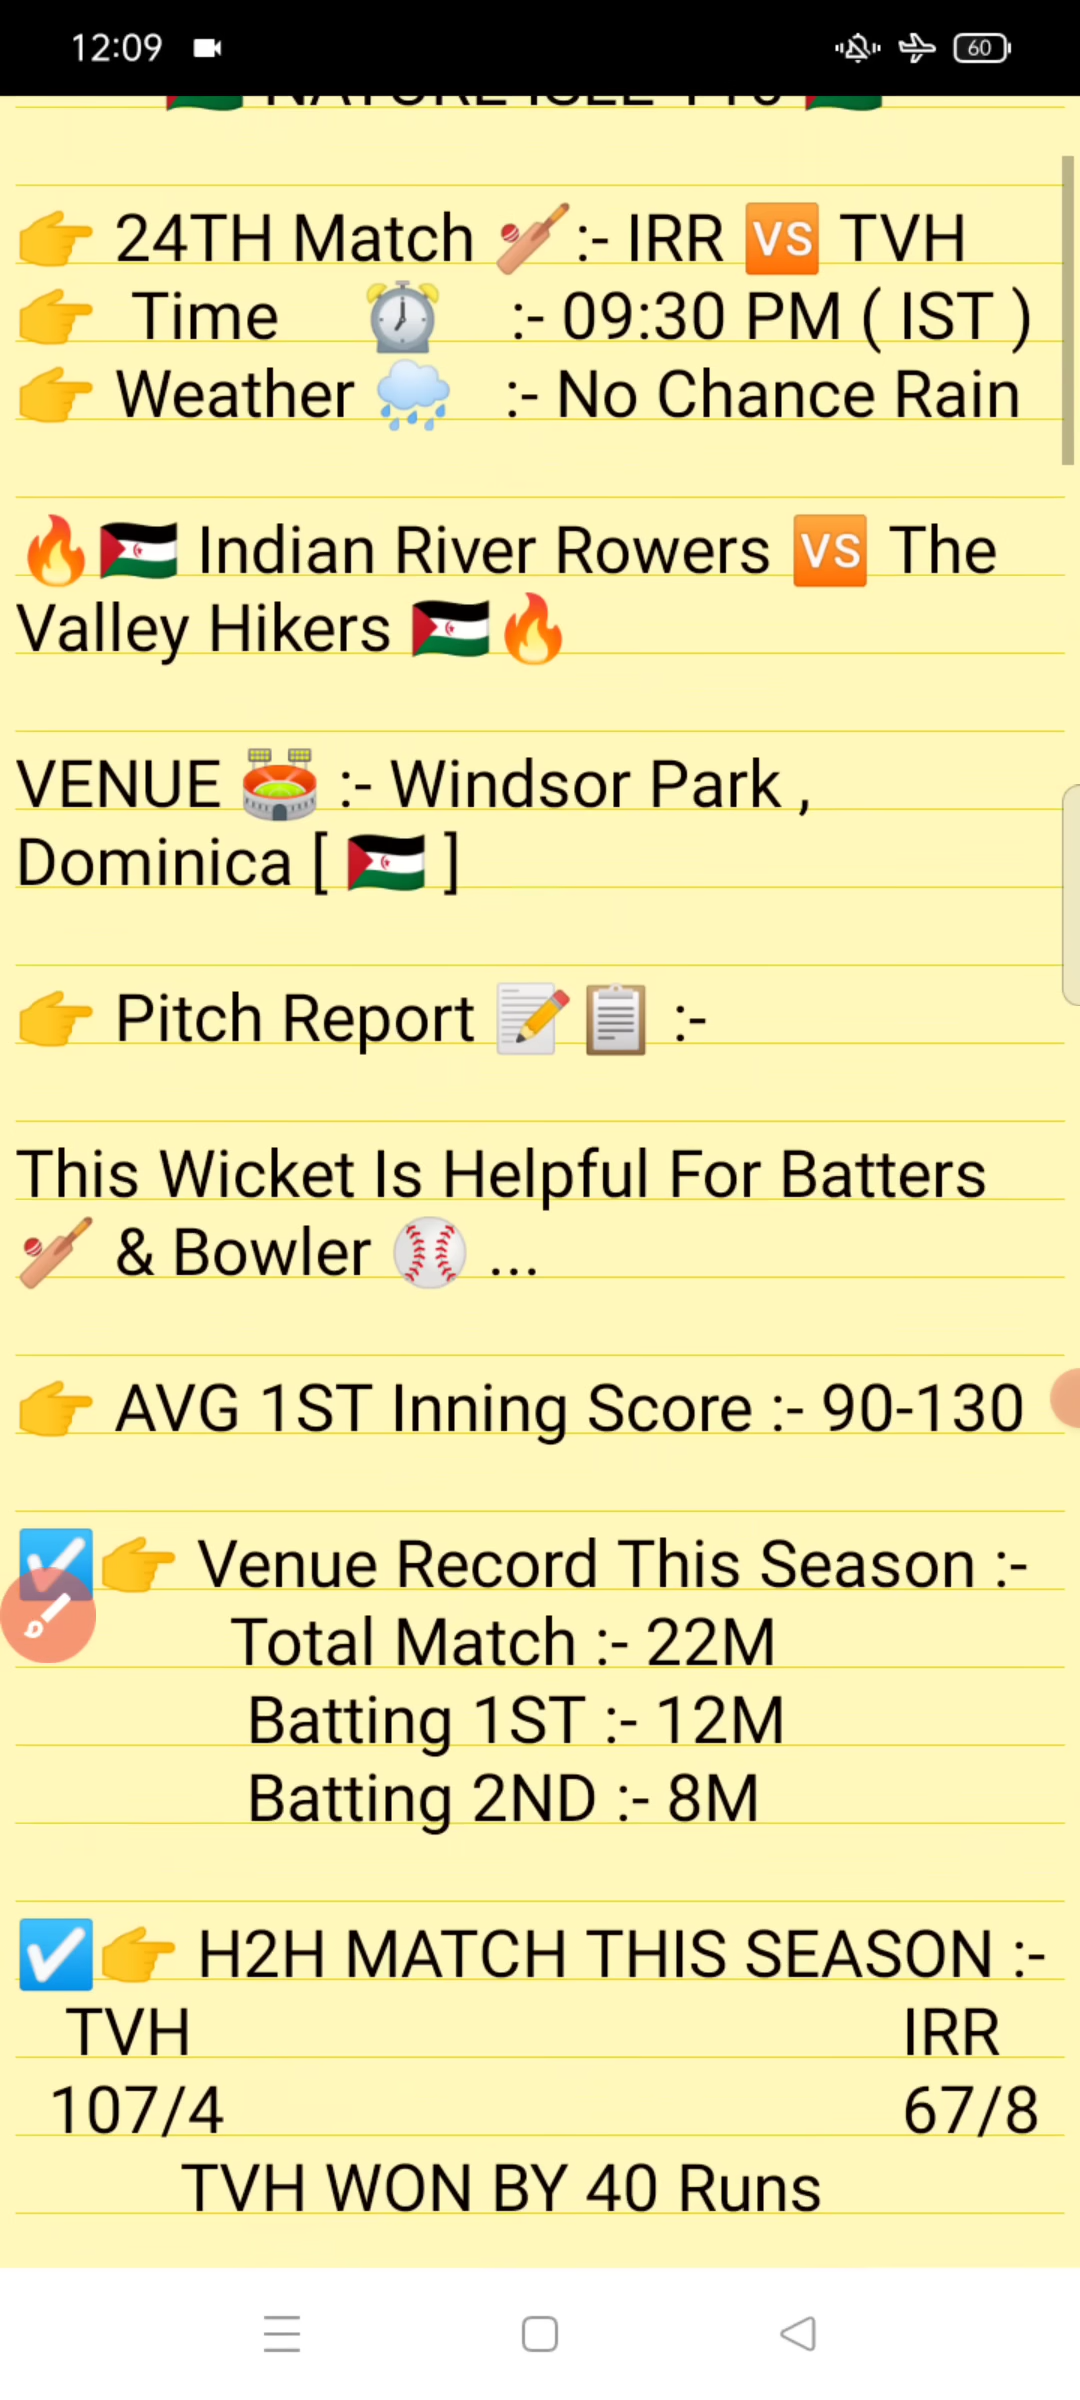 12:09 60
👉 24TH Match 🏏:- IRR 🆚 TVH
👉 Time ⏰ :- 09:30 PM ( IST )
👉 Weather 🌧️ :- No Chance Rain
🔥🇪🇭 Indian River Rowers 🆚 The
Valley Hikers 🇪🇭🔥
VENUE 🏟️ :- Windsor Park ,
Dominica [ 🇪🇭 ]
👉 Pitch Report 📝📋 :-
This Wicket Is Helpful For Batters
🏏 & Bowler ⚾ ...
👉 AVG 1ST Inning Score :- 90-130
☑️👉 Venue Record This Season :-
Total Match :- 22M
Batting 1ST :- 12M
Batting 2ND :- 8M
☑️👉 H2H MATCH THIS SEASON :-
TVH IRR
107/4 67/8
TVH WON BY 40 Runs